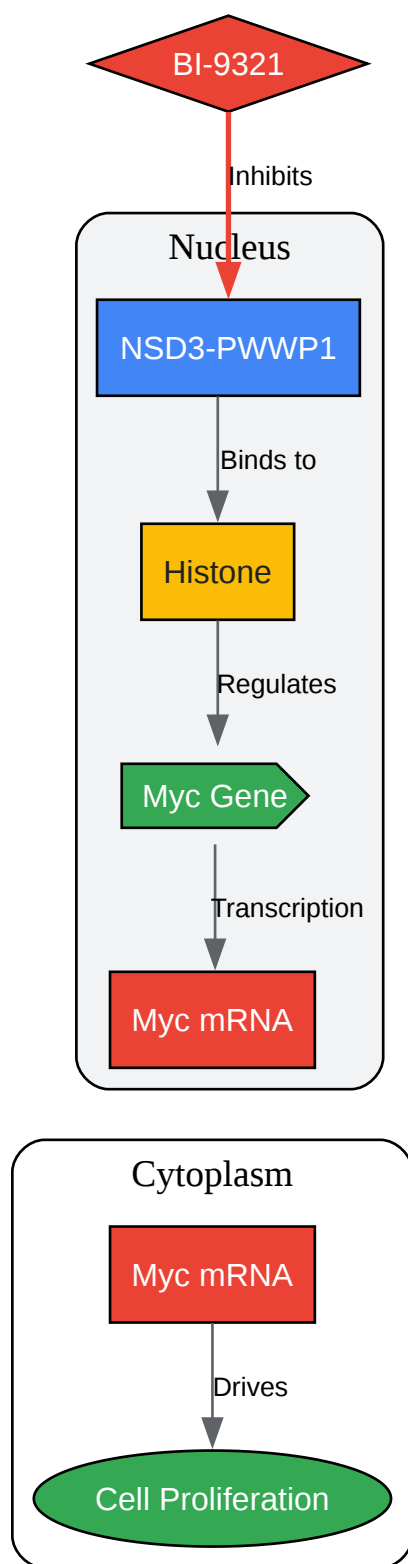 BI-9321
Inhibits
Nucleus
NSD3-PWWP1
Binds to
Histone
Regulates
Myc Gene
Transcription
Myc mRNA
Cytoplasm
Myc mRNA
Drives
Cell Proliferation